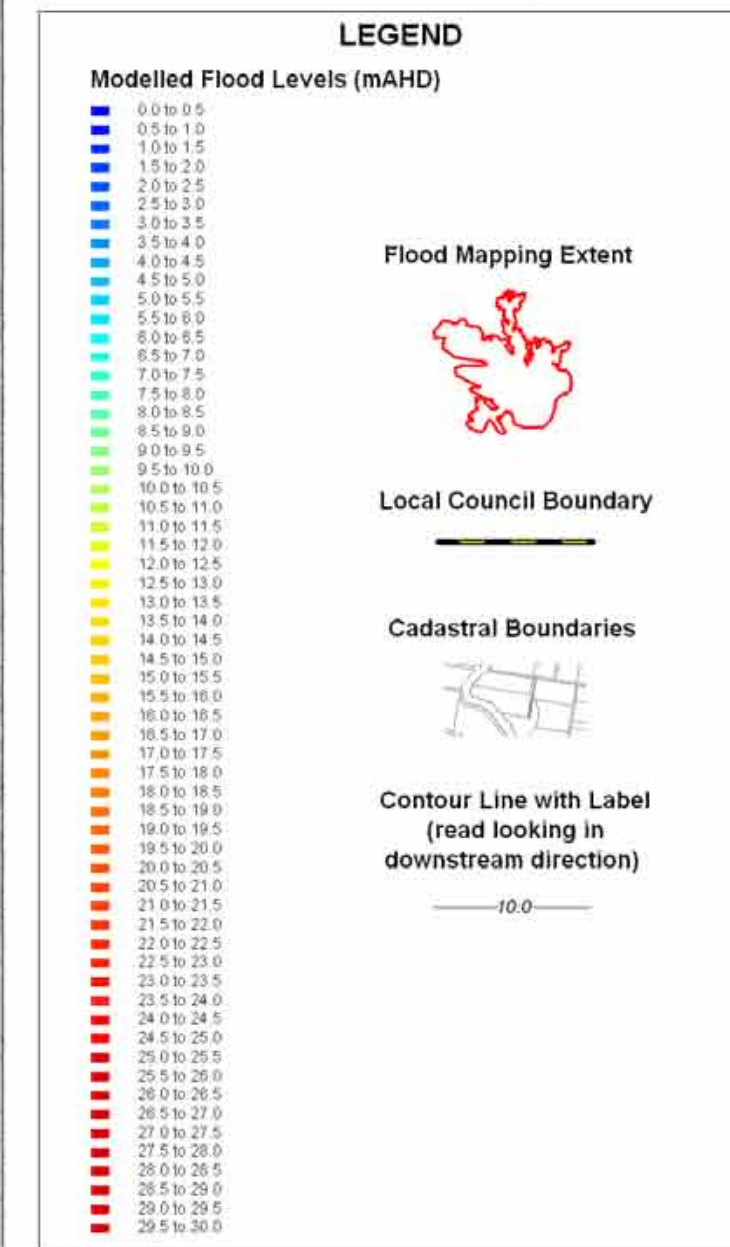 LEGEND
Modelled Flood Levels (mAHD)
0.0 to 0.5
0.5 to 1.0
1.0 to 1.5
1.5 to 2.0
2.0 to 2.5
2.5 to 3.0
3.0 to 3.5
3.5 to 4.0
4.0 to 4.5
4.5 to 5.0
5.0 to 5.5
5.5 to 6.0
6.0 to 6.5
6.5 to 7.0
7.0 to 7.5
7.5 to 8.0
8.0 to 8.5
8.5 to 9.0
9.0 to 9.5
9.5 to 10.0
10.0 to 10.5
10.5 to 11.0
11.0 to 11.5
11.5 to 12.0
12.0 to 12.5
12.5 to 13.0
13.0 to 13.5
13.5 to 14.0
14.0 to 14.5
14.5 to 15.0
15.0 to 15.5
15.5 to 16.0
16.0 to 16.5
16.5 to 17.0
17.0 to 17.5
17.5 to 18.0
18.0 to 18.5
18.5 to 19.0
19.0 to 19.5
19.5 to 20.0
20.0 to 20.5
20.5 to 21.0
21.0 to 21.5
21.5 to 22.0
22.0 to 22.5
22.5 to 23.0
23.0 to 23.5
23.5 to 24.0
24.0 to 24.5
24.5 to 25.0
25.0 to 25.5
25.5 to 26.0
26.0 to 26.5
26.5 to 27.0
27.0 to 27.5
27.5 to 28.0
28.0 to 28.5
28.5 to 29.0
29.0 to 29.5
29.5 to 30.0
Flood Mapping Extent
Local Council Boundary
Cadastral Boundaries
Contour Line with Label
(read looking in
downstream direction)
10.0